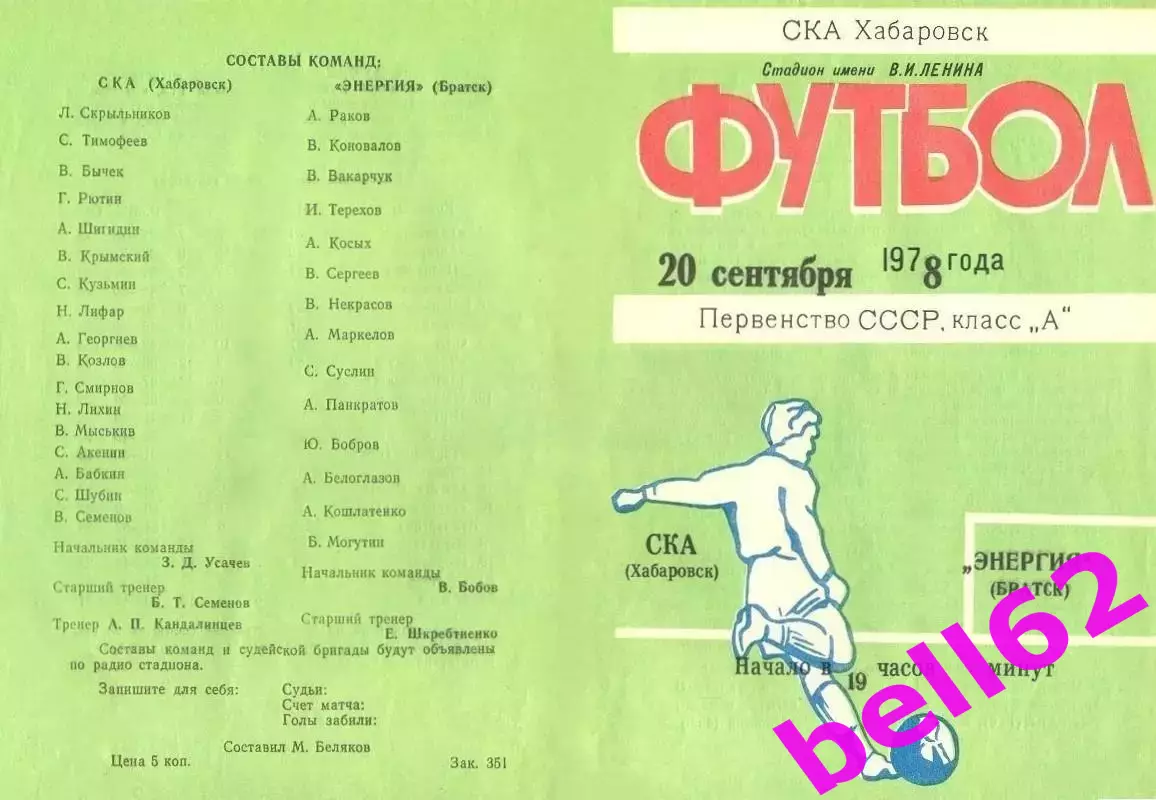 СОСТАВЫ КОМАНД:
СКА (Хабаровск)
Л. Скрыльников
С. Тимофеев
В. Бычек
Г. Рютин
А. Шигидин
В. Крымский
С. Кузьмин
Н. Лифар
А. Георгиев
В. Козлов
Г. Смирнов
Н. Лихин
В. Мыськив
С. Акенин
А. Бабкин
С. Шубин
В. Семенов
Начальник команды
З. Д. Усачев
Старший тренер
Б. Т. Семенов
Тренер А. П. Кандалинцев
«ЭНЕРГИЯ» (Братск)
А. Раков
В. Коновалов
В. Вакарчук
И. Терехов
А. Косых
В. Сергеев
В. Некрасов
А. Маркелов
С. Суслин
А. Панкратов
Ю. Бобров
А. Белоглазов
А. Кошлатенко
Б. Могутин
Начальник команды
В. Бобов
Старший тренер
Е. Шкребтиенко
Составы команд и судейской бригады будут объявлены
по радио стадиона.
Запишите для себя:
Судьи:
Счет матча:
Голы забили:
Составил М. Беляков
Цена 5 коп.
Зак. 351
СКА Хабаровск
Стадион имени В.И.ЛЕНИНА
ФУТБОЛ
20 сентября 1978 года
Первенство СССР, класс „А“
СКА
(Хабаровск)
„ЭНЕРГИЯ
(БРАТСК)
Начало в 19 часов минут
bell62